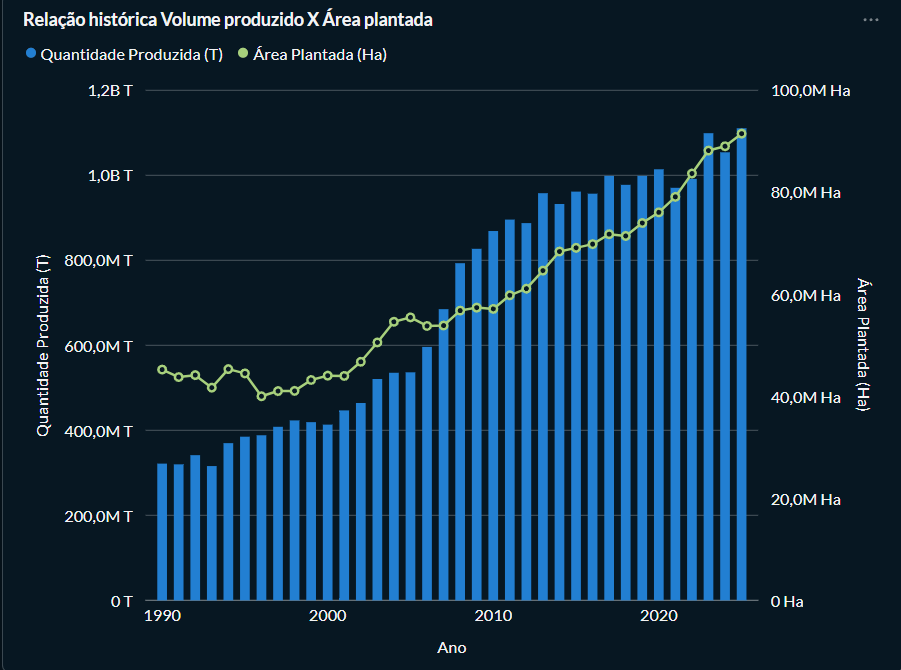 Relação histórica Volume produzido X Área plantada
Quantidade Produzida (T) Área Plantada (Ha)
1,2B T
1,0B T
800,0M T
600,0M T
400,0M T
200,0M T
0 T
Quantidade Produzida (T)
100,0M Ha
80,0M Ha
60,0M Ha
40,0M Ha
20,0M Ha
0 Ha
Área Plantada (Ha)
1990 2000 2010 2020
Ano